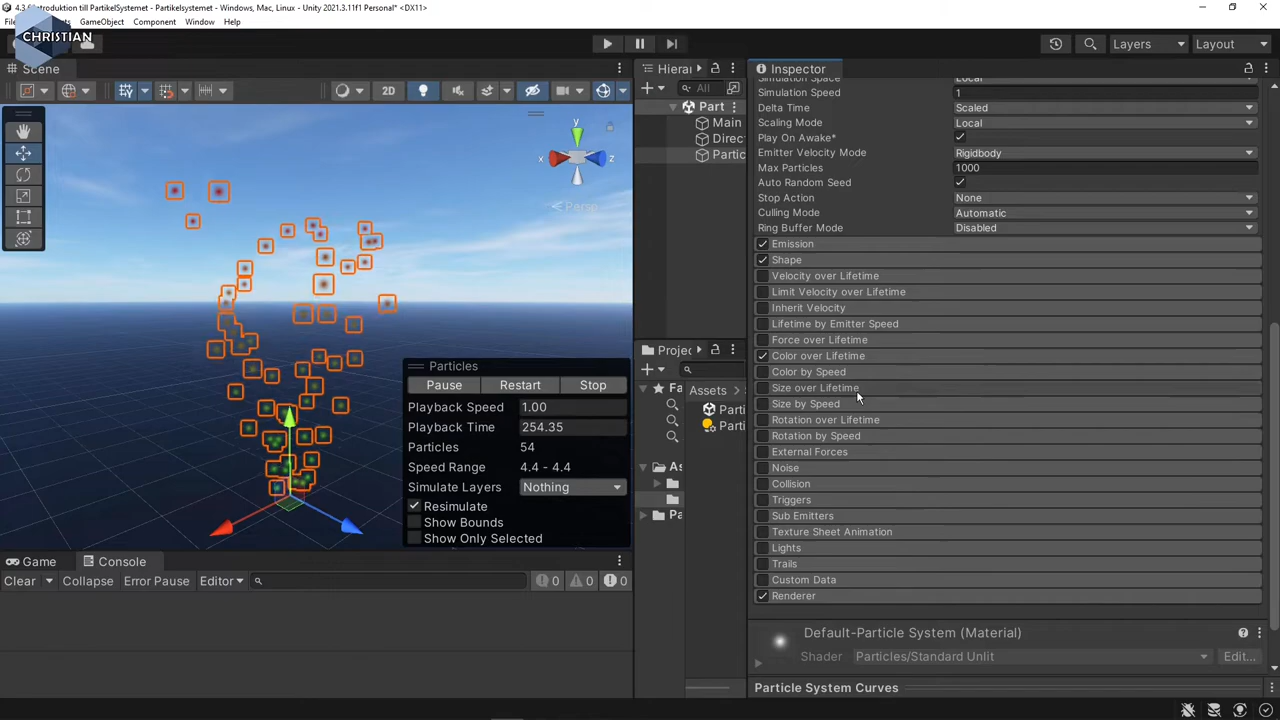 4.3.0 Introduktion till PartikelSystemet - Partikelsystemet - Windows, Mac, Linux - Unity 2021.3.11f1 Personal* <DX11>
GameObject Component Window Help
CHRISTIAN
Layers Layout
Scene
2D
y
x
z
Persp
Particles
Pause Restart Stop
Playback Speed 1.00
Playback Time 254.35
Particles 54
Speed Range 4.4 - 4.4
Simulate Layers Nothing
Resimulate
Show Bounds
Show Only Selected
Game Console
Clear Collapse Error Pause Editor 0 0 0
Hierar
All
Part
Main
Direc
Partic
Projec
Fa
Assets
Parti
Parti
As
Pa
Inspector
Simulation Space Local
Simulation Speed 1
Delta Time Scaled
Scaling Mode Local
Play On Awake*
Emitter Velocity Mode Rigidbody
Max Particles 1000
Auto Random Seed
Stop Action None
Culling Mode Automatic
Ring Buffer Mode Disabled
Emission
Shape
Velocity over Lifetime
Limit Velocity over Lifetime
Inherit Velocity
Lifetime by Emitter Speed
Force over Lifetime
Color over Lifetime
Color by Speed
Size over Lifetime
Size by Speed
Rotation over Lifetime
Rotation by Speed
External Forces
Noise
Collision
Triggers
Sub Emitters
Texture Sheet Animation
Lights
Trails
Custom Data
Renderer
Default-Particle System (Material)
Shader Particles/Standard Unlit Edit...
Particle System Curves